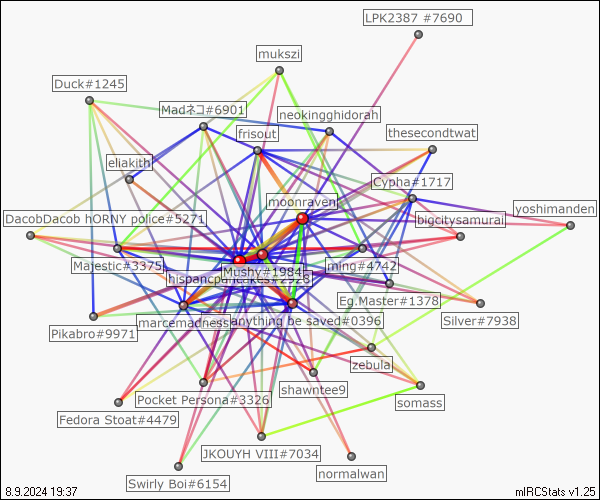 LPK2387 #7690
mukszi
Duck#1245
Madネコ#6901
neokingghidorah
frisout
thesecondtwat
eliakith
Cypha#1717
moonraven
yoshimanden
DacobDacob hORNY police#5271
bigcitysamurai
Majestic#3375
Mushy#1984
ming#4742
hispancpancakes#2926
Eg.Master#1378
marcemadness
anything be saved#0396
Silver#7938
Pikabro#9971
zebula
shawntee9
Pocket Persona#3326
somass
Fedora Stoat#4479
JKOUYH VIII#7034
normalwan
Swirly Boi#6154
8.9.2024 19:37
mIRCStats v1.25